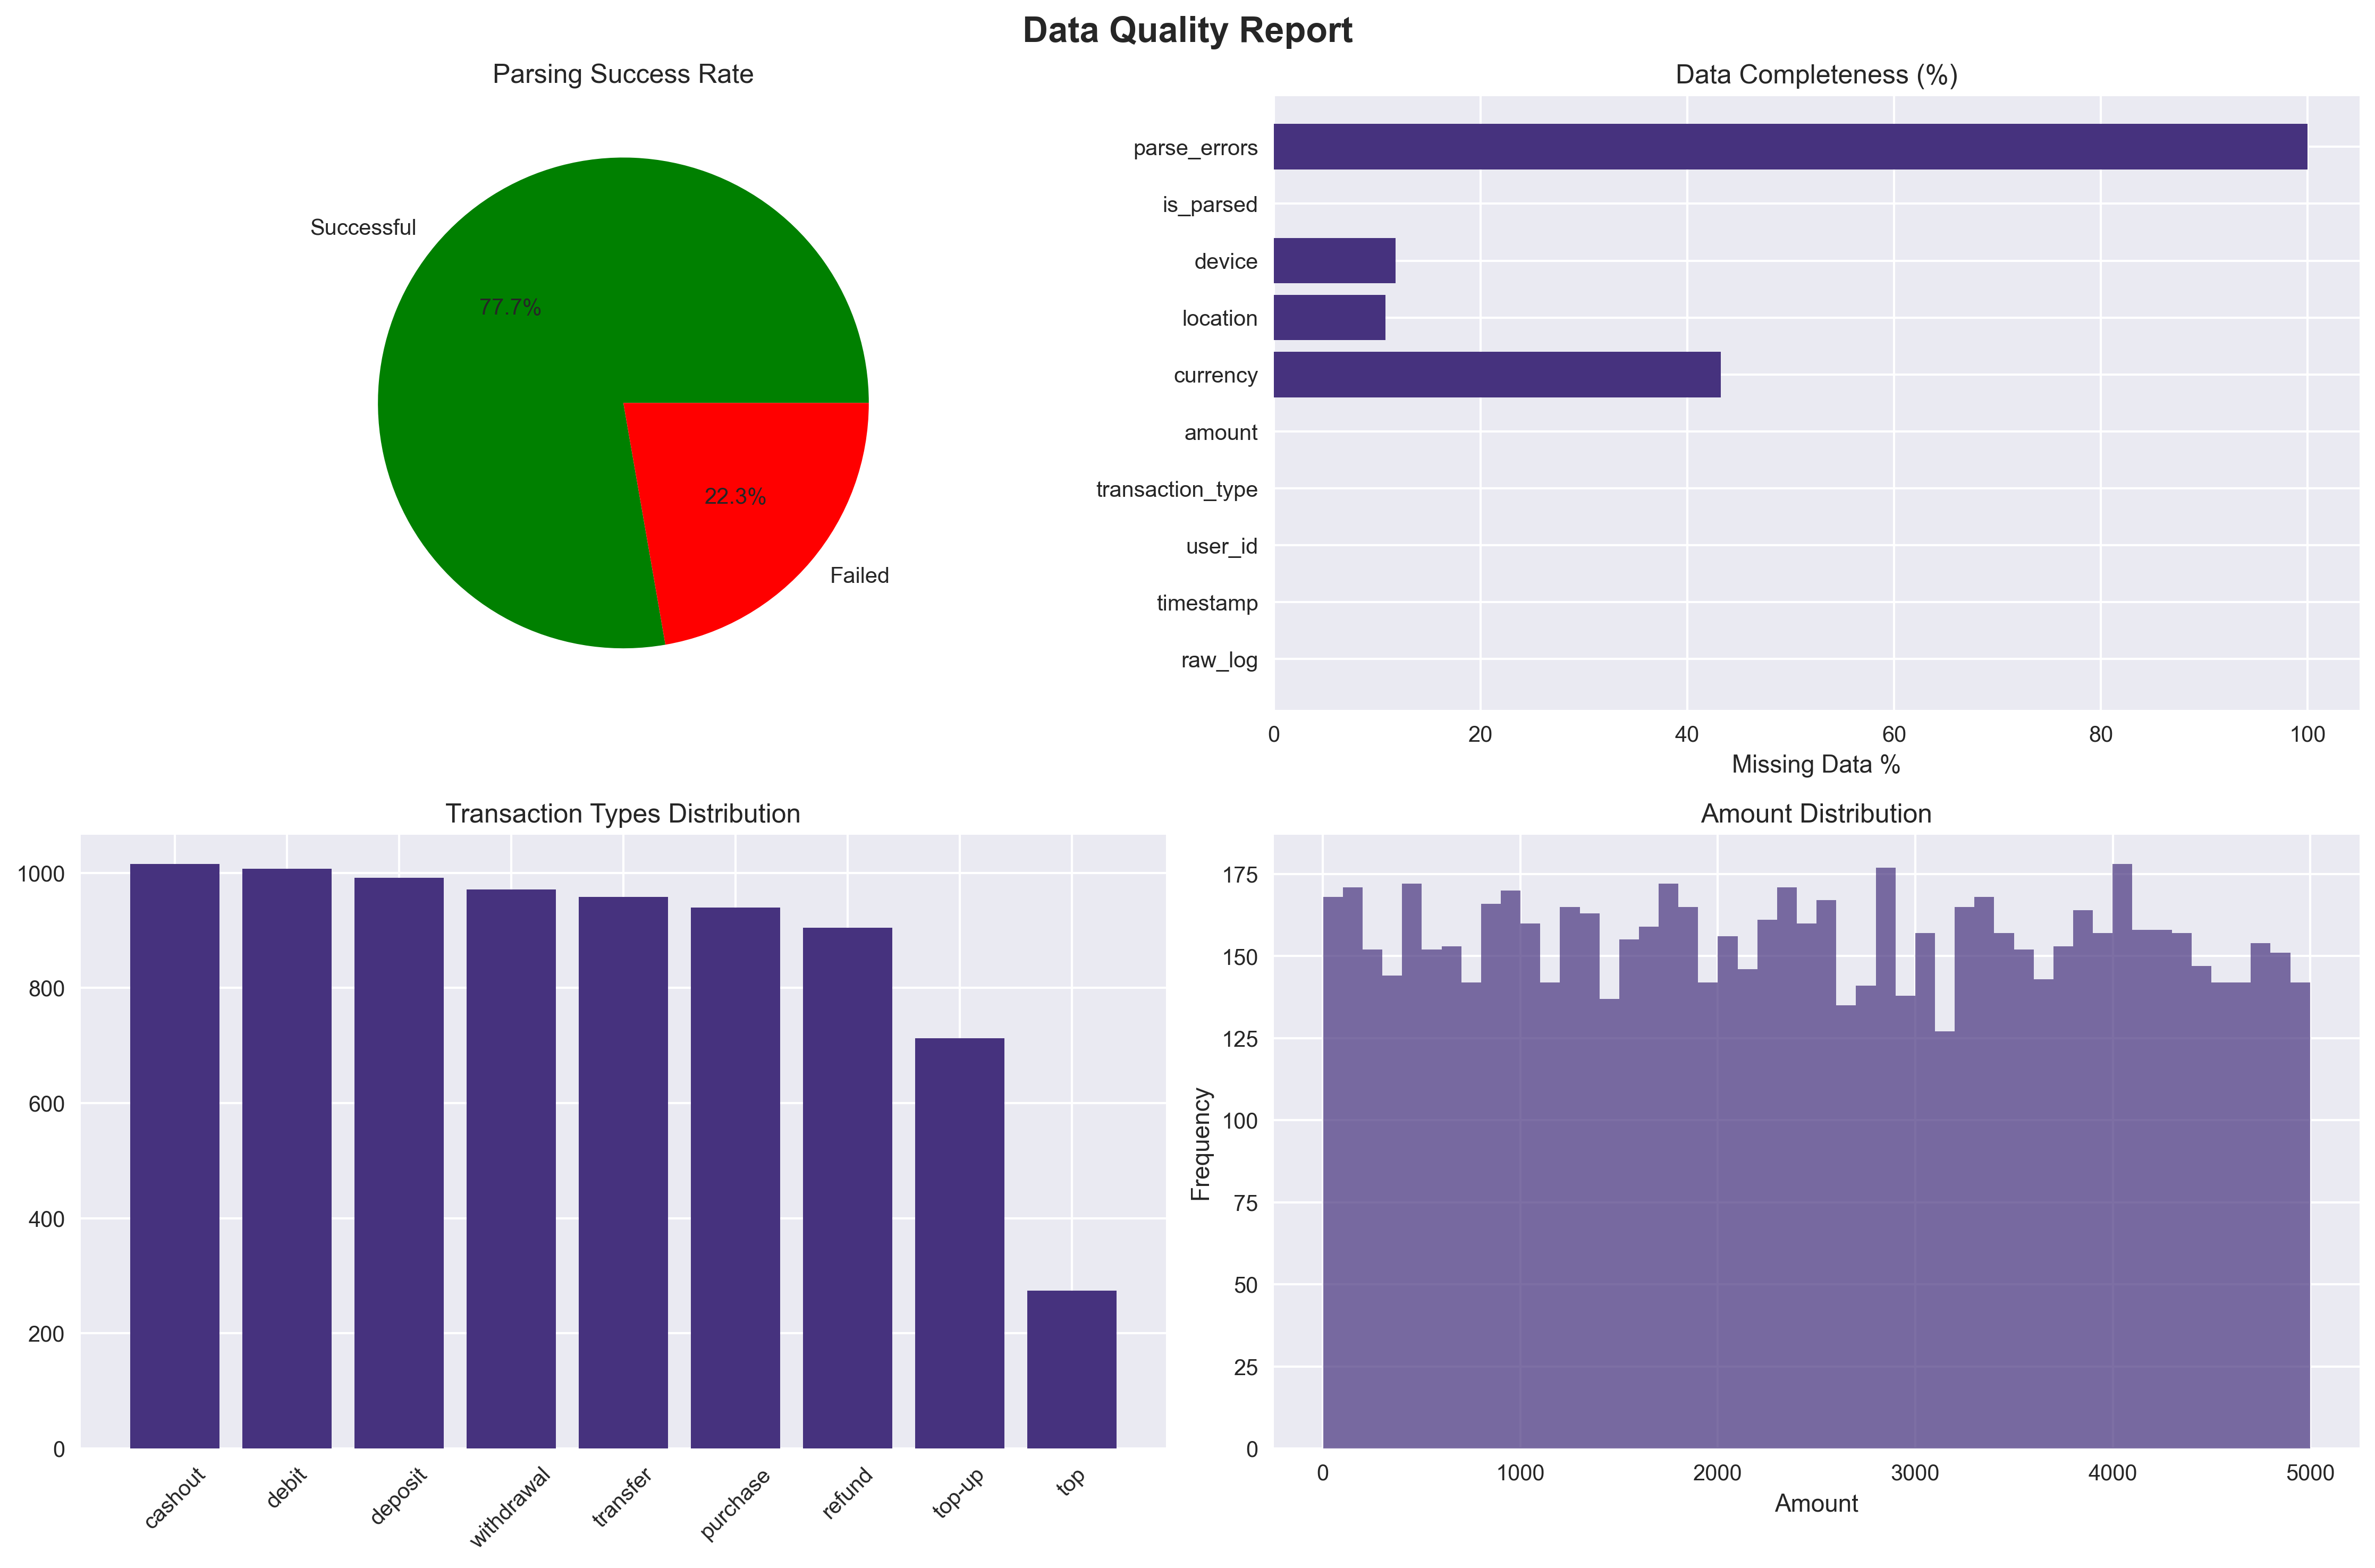 Data Quality Report
Parsing Success Rate
Successful
77.7%
22.3%
Failed
Data Completeness (%)
parse_errors
is_parsed
device
location
currency
amount
transaction_type
user_id
timestamp
raw_log
0 20 40 60 80 100
Missing Data %
Transaction Types Distribution
1000
800
600
400
200
0
cashout debit deposit withdrawal transfer purchase refund top-up top
Amount Distribution
Frequency
175
150
125
100
75
50
25
0
0 1000 2000 3000 4000 5000
Amount